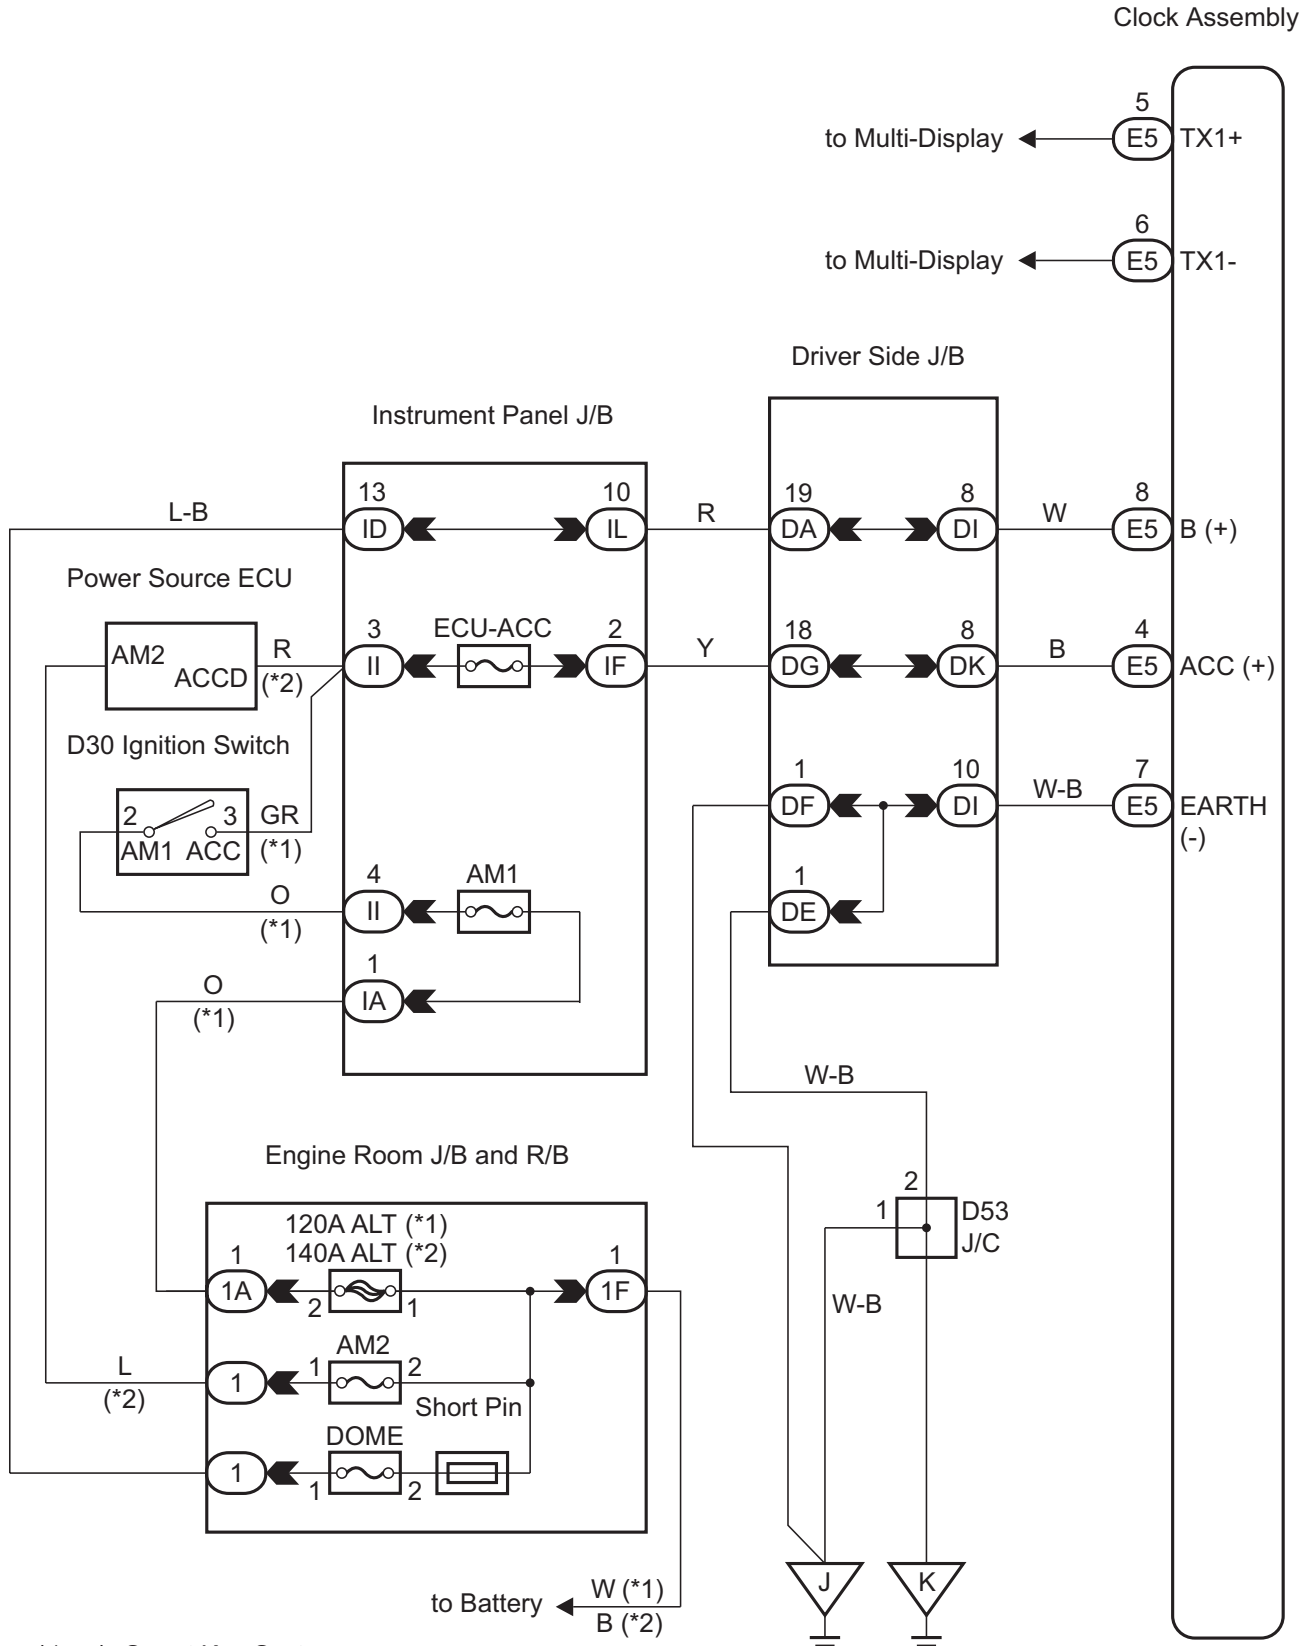 Clock Assembly
5
to Multi-Display
E5
TX1+
6
to Multi-Display
E5
TX1-
Driver Side J/B
Instrument Panel J/B
L-B
13
ID
10
IL
R
19
DA
8
DI
W
8
E5
B (+)
Power Source ECU
AM2
ACCD
R
(*2)
3
II
ECU-ACC
2
IF
Y
18
DG
8
DK
B
4
E5
ACC (+)
D30 Ignition Switch
2
3
AM1
ACC
GR
(*1)
1
DF
10
DI
W-B
7
E5
EARTH
(-)
O
(*1)
4
II
AM1
1
DE
O
(*1)
1
IA
W-B
Engine Room J/B and R/B
120A ALT (*1)
140A ALT (*2)
1
1A
2
1
1
1F
2
1
D53
J/C
W-B
L
(*2)
1
AM2
1
2
Short Pin
DOME
1
1
2
to Battery
W (*1)
B (*2)
J
K